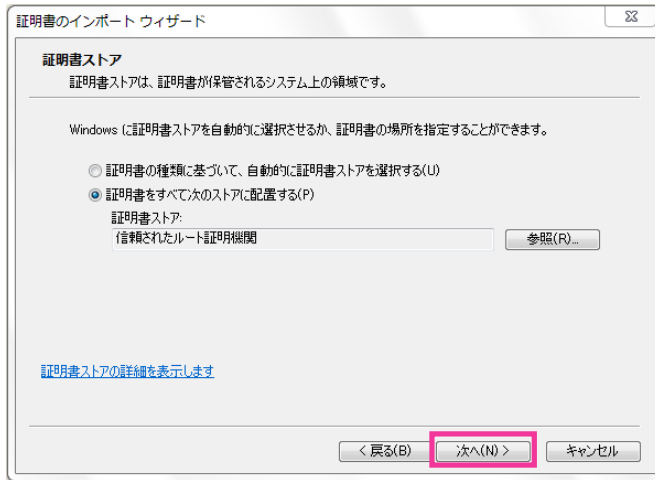 証明書のインポート ウィザード
証明書ストア
証明書ストアは、証明書が保管されるシステム上の領域です。
Windows に証明書ストアを自動的に選択させるか、証明書の場所を指定することができます。
証明書の種類に基づいて、自動的に証明書ストアを選択する(U)
証明書をすべて次のストアに配置する(P)
証明書ストア:
信頼されたルート証明機関
参照(R)...
証明書ストアの詳細を表示します
< 戻る(B)
次へ(N) >
キャンセル